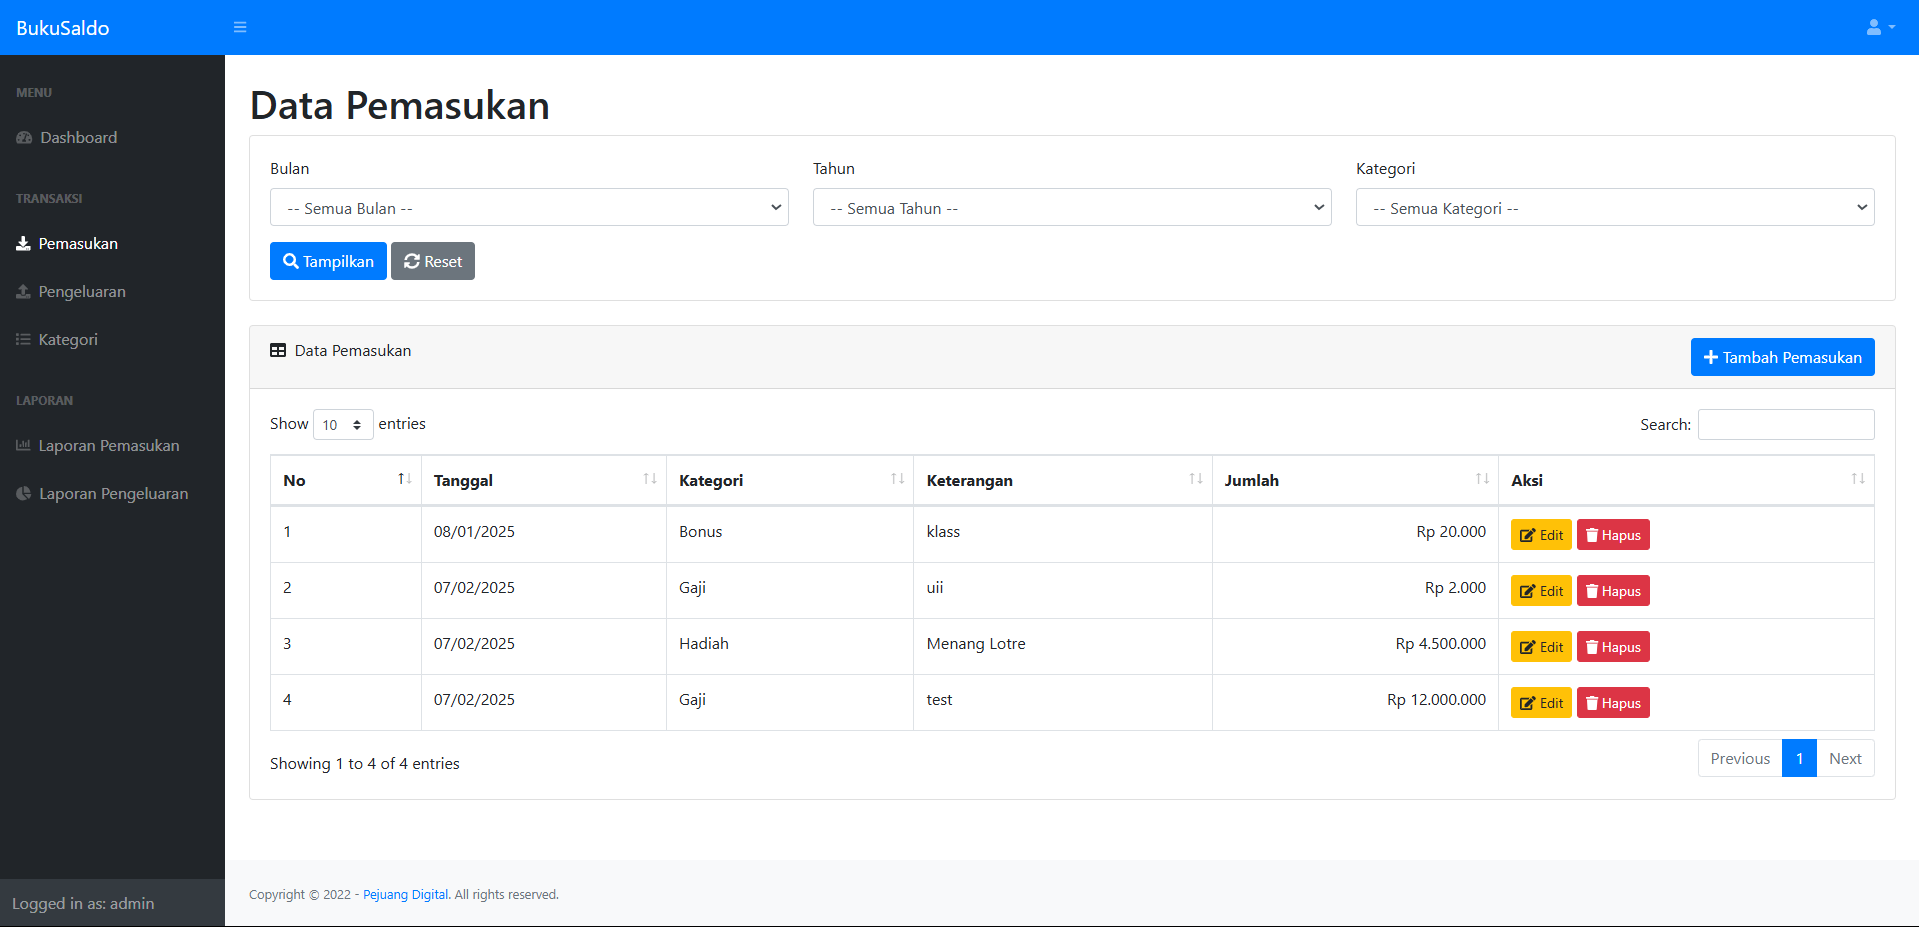 BukuSaldo
MENU
Dashboard
TRANSAKSI
Pemasukan
Pengeluaran
Kategori
LAPORAN
Laporan Pemasukan
Laporan Pengeluaran
Logged in as: admin
Data Pemasukan
Bulan Tahun Kategori
-- Semua Bulan -- -- Semua Tahun -- -- Semua Kategori --
Tampilkan Reset
Data Pemasukan Tambah Pemasukan
Show 10 entries Search:
No Tanggal Kategori Keterangan Jumlah Aksi
1 08/01/2025 Bonus klass Rp 20.000 Edit Hapus
2 07/02/2025 Gaji uii Rp 2.000 Edit Hapus
3 07/02/2025 Hadiah Menang Lotre Rp 4.500.000 Edit Hapus
4 07/02/2025 Gaji test Rp 12.000.000 Edit Hapus
Showing 1 to 4 of 4 entries Previous 1 Next
Copyright © 2022 - Pejuang Digital. All rights reserved.